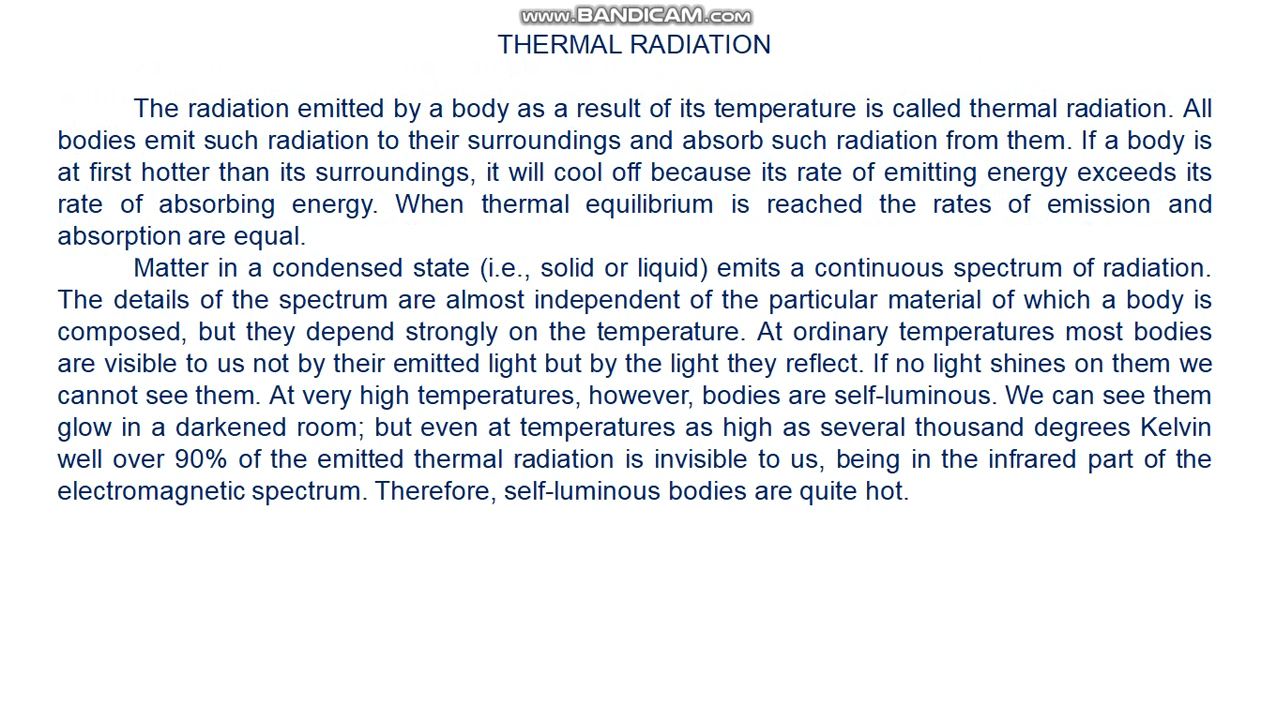 www.BANDICAM.com
THERMAL RADIATION
The radiation emitted by a body as a result of its temperature is called thermal radiation. All
bodies emit such radiation to their surroundings and absorb such radiation from them. If a body is
at first hotter than its surroundings, it will cool off because its rate of emitting energy exceeds its
rate of absorbing energy. When thermal equilibrium is reached the rates of emission and
absorption are equal.
Matter in a condensed state (i.e., solid or liquid) emits a continuous spectrum of radiation.
The details of the spectrum are almost independent of the particular material of which a body is
composed, but they depend strongly on the temperature. At ordinary temperatures most bodies
are visible to us not by their emitted light but by the light they reflect. If no light shines on them we
cannot see them. At very high temperatures, however, bodies are self-luminous. We can see them
glow in a darkened room; but even at temperatures as high as several thousand degrees Kelvin
well over 90% of the emitted thermal radiation is invisible to us, being in the infrared part of the
electromagnetic spectrum. Therefore, self-luminous bodies are quite hot.